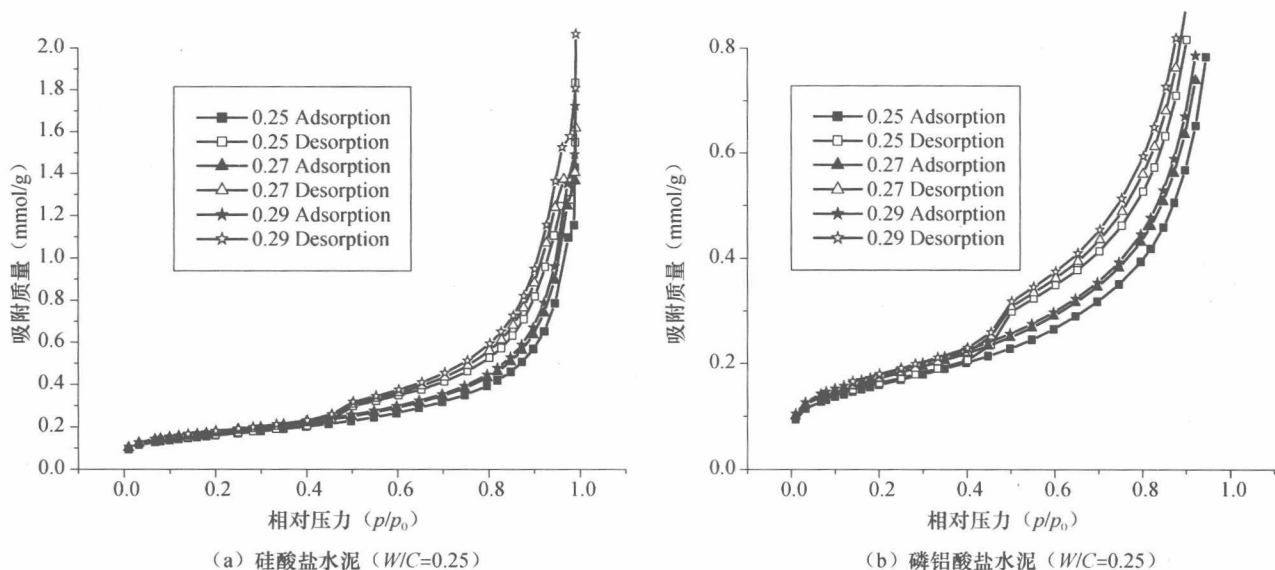 2.0
1.8
1.6
1.4
1.2
1.0
0.8
0.6
0.4
0.2
0.0
吸附质量（mmol/g）
0.25 Adsorption
0.25 Desorption
0.27 Adsorption
0.27 Desorption
0.29 Adsorption
0.29 Desorption
0.0 0.2 0.4 0.6 0.8 1.0
相对压力（p/p₀）
（a）硅酸盐水泥（W/C=0.25）
0.8
0.6
0.4
0.2
0.0
吸附质量（mmol/g）
0.25 Adsorption
0.25 Desorption
0.27 Adsorption
0.27 Desorption
0.29 Adsorption
0.29 Desorption
0.0 0.2 0.4 0.6 0.8 1.0
相对压力（p/p₀）
（b）磷铝酸盐水泥（W/C=0.25）